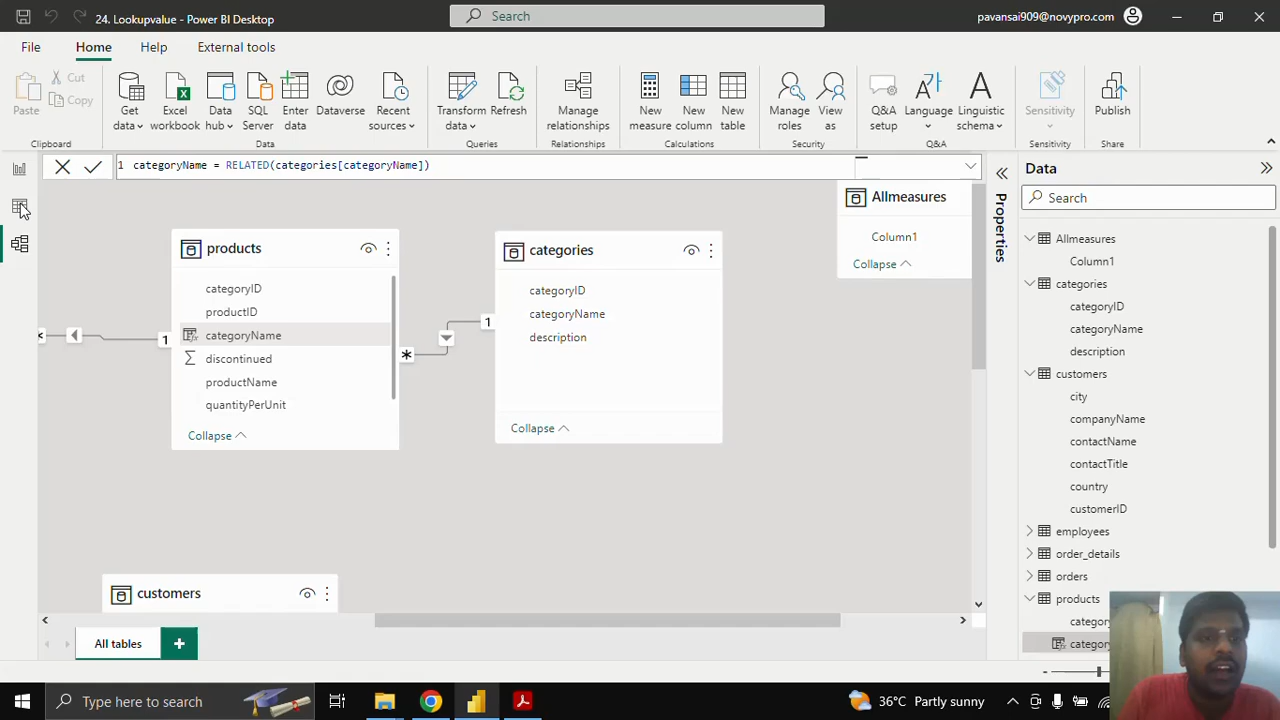 24. Lookupvalue - Power BI Desktop
Search
pavansai909@novypro.com
File
Home
Help
External tools
Paste
Cut
Copy
Get data
Excel workbook
Data hub
SQL Server
Enter data
Dataverse
Recent sources
Transform data
Refresh
Manage relationships
New measure
New column
New table
Manage roles
View as
Q&A setup
Language
Linguistic schema
Sensitivity
Publish
Clipboard
Data
Queries
Relationships
Calculations
Security
Q&A
Sensitivity
Share
1 categoryName = RELATED(categories[categoryName])
products
categoryID
productID
categoryName
discontinued
productName
quantityPerUnit
Collapse
1
*
1
categories
categoryID
categoryName
description
Collapse
Allmeasures
Column1
Collapse
customers
All tables
Properties
Data
Search
Allmeasures
Column1
categories
categoryID
categoryName
description
customers
city
companyName
contactName
contactTitle
country
customerID
employees
order_details
orders
products
Type here to search
36°C Partly sunny